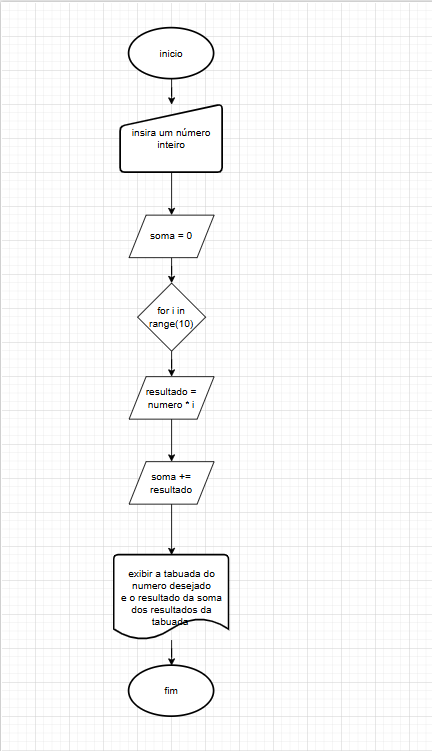 inicio
insira um número
inteiro
soma = 0
for i in
range(10)
resultado =
numero * i
soma +=
resultado
exibir a tabuada do
numero desejado
e o resultado da soma
dos resultados da
tabuada
fim